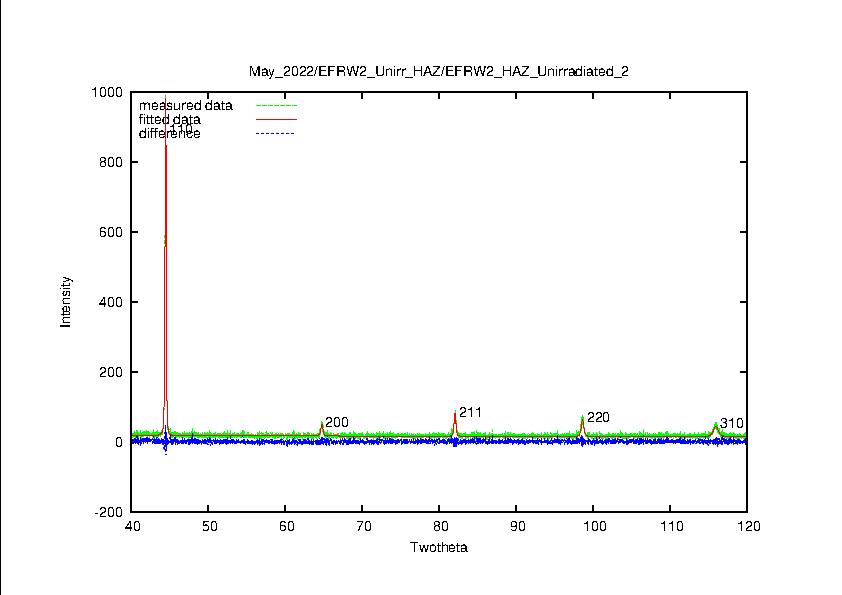 May_2022/EFRW2_Unirr_HAZ/EFRW2_HAZ_Unirradiated_2
1000
measured data
fitted data
110
difference
800
600
Intensity
400
200
200
211
220
310
0
-200
40 50 60 70 80 90 100 110 120
Twotheta